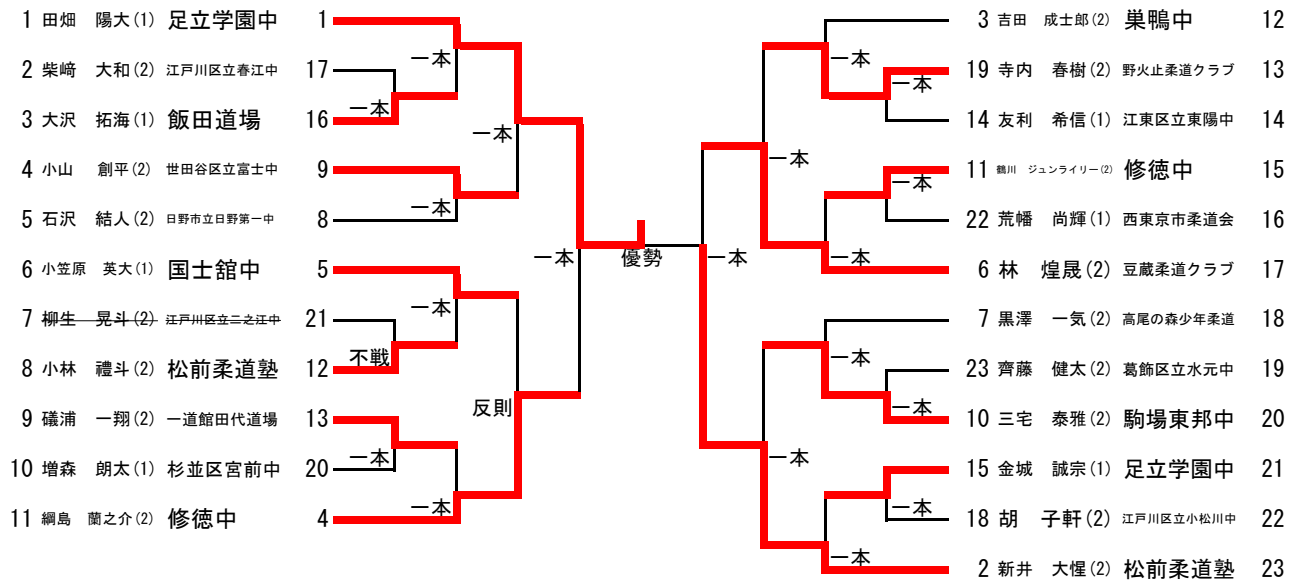 1 田畑 陽大(1) 足立学園中 1
2 柴﨑 大和(2) 江戸川区立春江中 17
3 大沢 拓海(1) 飯田道場 16
4 小山 創平(2) 世田谷区立富士中 9
5 石沢 結人(2) 日野市立日野第一中 8
6 小笠原 英大(1) 国士舘中 5
7 柳生 晃斗(2) 江戸川区立二之江中 21
8 小林 禮斗(2) 松前柔道塾 12
9 礒浦 一翔(2) 一道館田代道場 13
10 増森 朗太(1) 杉並区宮前中 20
11 綱島 蘭之介(2) 修徳中 4
一本
一本
一本
一本
一本
不戦
一本
一本
反則
一本
優勢
一本
一本
一本
一本
一本
一本
一本
一本
一本
一本
一本
3 吉田 成士郎(2) 巣鴨中 12
19 寺内 春樹(2) 野火止柔道クラブ 13
14 友利 希信(1) 江東区立東陽中 14
11 鶴川 ジュンライリー(2) 修徳中 15
22 荒幡 尚輝(1) 西東京市柔道会 16
6 林 煌晟(2) 豆蔵柔道クラブ 17
7 黒澤 一気(2) 高尾の森少年柔道 18
23 齊藤 健太(2) 葛飾区立水元中 19
10 三宅 泰雅(2) 駒場東邦中 20
15 金城 誠宗(1) 足立学園中 21
18 胡 子軒(2) 江戸川区立小松川中 22
2 新井 大惺(2) 松前柔道塾 23